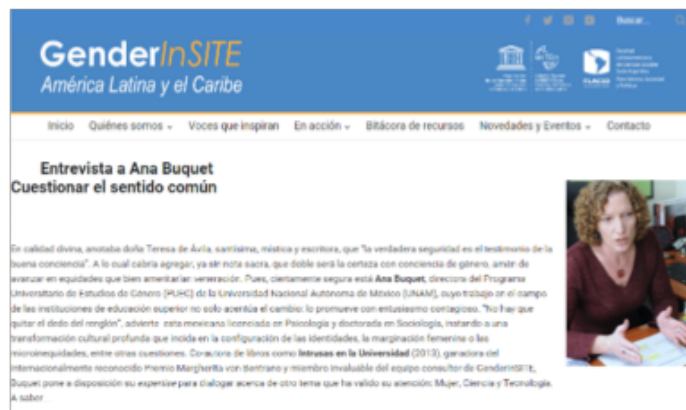 Buscar...
GenderInSITE
América Latina y el Caribe
Inicio Quiénes somos Voces que inspiran En acción Bitácora de recursos Novedades y Eventos Contacto
Entrevista a Ana Buquet
Cuestionar el sentido común
En calidad divina, anotaba doña Teresa de Ávila, santísima, mística y escritora, que "la verdadera seguridad es el testimonio de la
buena conciencia". A lo cual cabría agregar, ya sin nota sacra, que doble será la certeza con conciencia de género, amén de
avanzar en equidades que bien ameritarían veneración. Pues, ciertamente segura está Ana Buquet, directora del Programa
Universitario de Estudios de Género (PUEG) de la Universidad Nacional Autónoma de México (UNAM), cuyo trabajo en el campo
de las instituciones de educación superior no solo acentúa el cambio: lo promueve con entusiasmo contagioso. "No hay que
quitar el dedo del renglón", advierte esta mexicana licenciada en Psicología y doctorada en Sociología, instando a una
transformación cultural profunda que incida en la configuración de las identidades, la marginación femenina o las
microinequidades, entre otras cuestiones. Co-autora de libros como Intrusas en la Universidad (2013), ganadora del
internacionalmente reconocido Premio Margherita von Brentano y miembro invaluable del equipo consultor de GenderInSITE,
Buquet pone a disposición su expertise para dialogar acerca de otro tema que ha valido su atención: Mujer, Ciencia y Tecnología.
A saber...